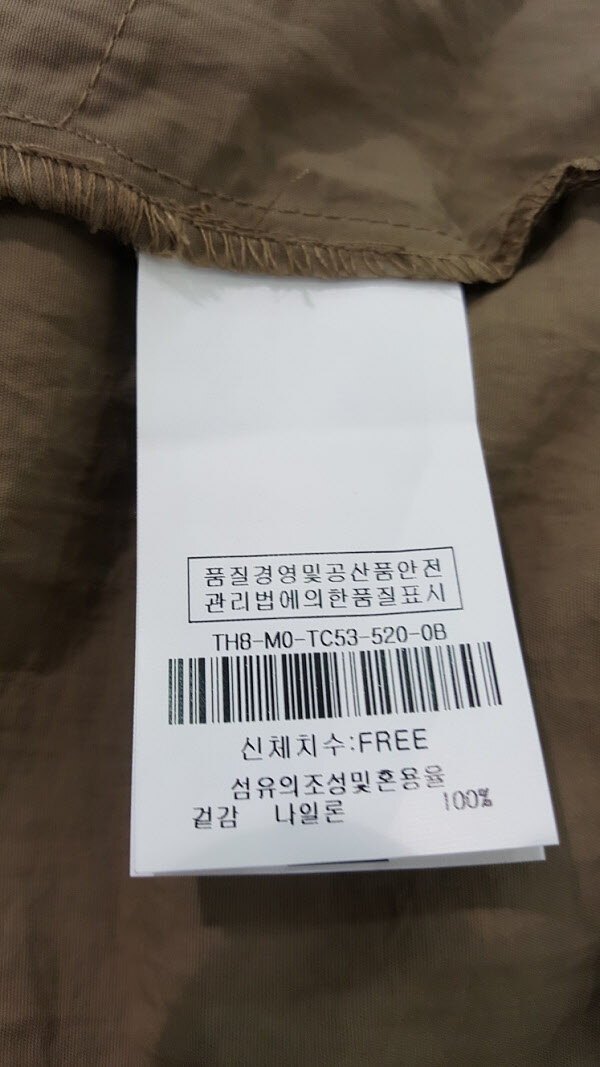 품질경영및공산품안전
관리법에의한품질표시
TH8-M0-TC53-520-0B
신체치수:FREE
섬유의조성및혼용율
겉감 나일론 100%